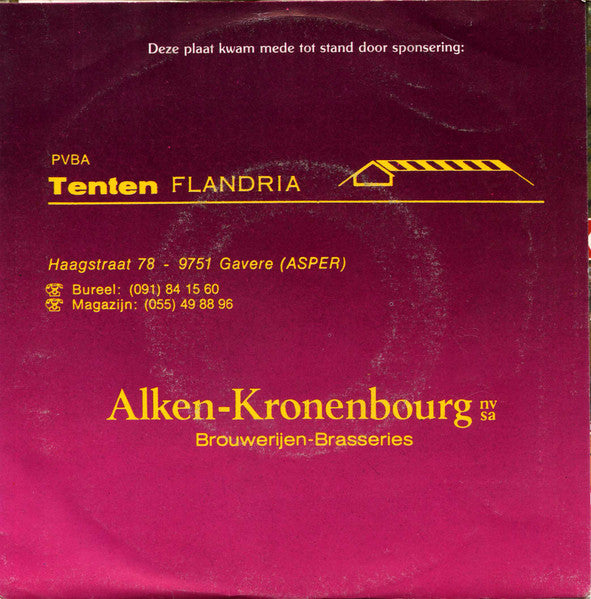 Deze plaat kwam mede tot stand door sponsering:
PVBA
Tenten FLANDRIA
Haagstraat 78 - 9751 Gavere (ASPER)
Bureel: (091) 84 15 60
Magazijn: (055) 49 88 96
Alken-Kronenbourg nv sa
Brouwerijen-Brasseries